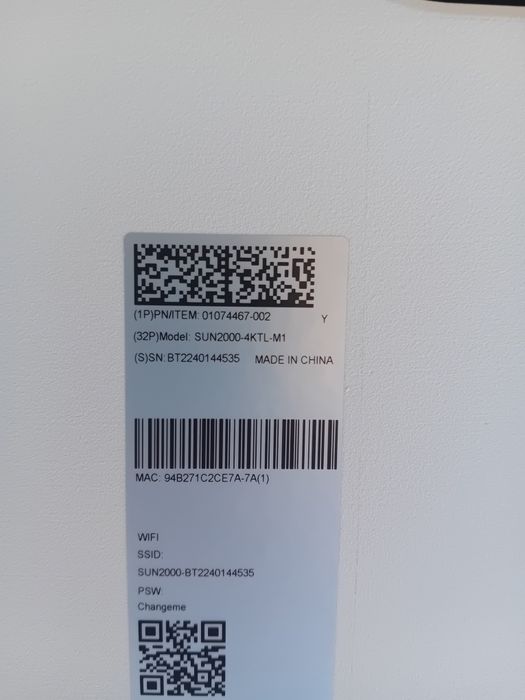 (1P)PN/ITEM: 01074467-002 Y
(32P)Model: SUN2000-4KTL-M1
(S)SN: BT2240144535 MADE IN CHINA
MAC: 94B271C2CE7A-7A(1)
WIFI
SSID:
SUN2000-BT2240144535
PSW:
Changeme